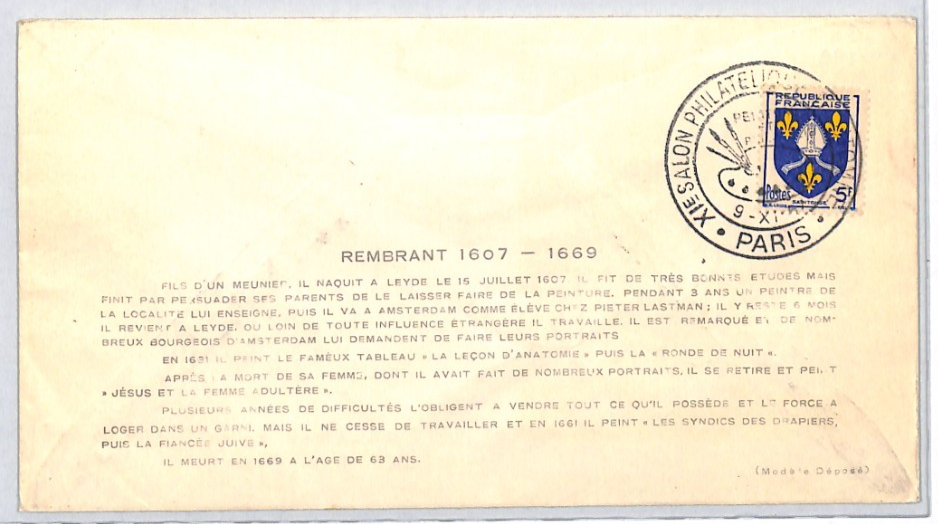 XIE SALON PHILATELIQUE
REPUBLIQUE
FRANÇAISE
Postes 5F
9-XI
• PARIS •
REMBRANT 1607 – 1669
FILS D'UN MEUNIER, IL NAQUIT A LEYDE LE 15 JUILLET 1607 IL FIT DE TRÈS BONNES ETUDES MAIS
FINIT PAR PERSUADER SES PARENTS DE LE LAISSER FAIRE DE LA PEINTURE. PENDANT 3 ANS UN PEINTRE DE
LA LOCALITÉ LUI ENSEIGNE, PUIS IL VA A AMSTERDAM COMME ÉLÈVE CHEZ PIETER LASTMAN ; IL Y RESTE 6 MOIS
IL REVIENT A LEYDE, OU LOIN DE TOUTE INFLUENCE ÉTRANGÈRE IL TRAVAILLE. IL EST REMARQUÉ ET DE NOM-
BREUX BOURGEOIS D'AMSTERDAM LUI DEMANDENT DE FAIRE LEURS PORTRAITS
EN 1631 IL PEINT LE FAMEUX TABLEAU « LA LEÇON D'ANATOMIE » PUIS LA « RONDE DE NUIT «.
APRÈS LA MORT DE SA FEMME, DONT IL AVAIT FAIT DE NOMBREUX PORTRAITS, IL SE RETIRE ET PEINT
» JÉSUS ET LA FEMME ADULTÈRE ».
PLUSIEURS ANNÉES DE DIFFICULTÉS L'OBLIGENT A VENDRE TOUT CE QU'IL POSSÈDE ET LE FORCE A
LOGER DANS UN GARNI. MAIS IL NE CESSE DE TRAVAILLER ET EN 1661 IL PEINT « LES SYNDICS DES DRAPIERS,
PUIS LA FIANCÉE JUIVE »,
IL MEURT EN 1669 A L'AGE DE 63 ANS.
(Modèle Déposé)